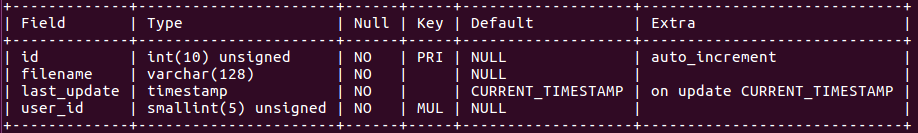 +-------------+----------------------+------+-----+-------------------+-----------------------------+
| Field       | Type                 | Null | Key | Default           | Extra                       |
+-------------+----------------------+------+-----+-------------------+-----------------------------+
| id          | int(10) unsigned     | NO   | PRI | NULL              | auto_increment              |
| filename    | varchar(128)         | NO   |     | NULL              |                             |
| last_update | timestamp            | NO   |     | CURRENT_TIMESTAMP | on update CURRENT_TIMESTAMP |
| user_id     | smallint(5) unsigned | NO   | MUL | NULL              |                             |
+-------------+----------------------+------+-----+-------------------+-----------------------------+